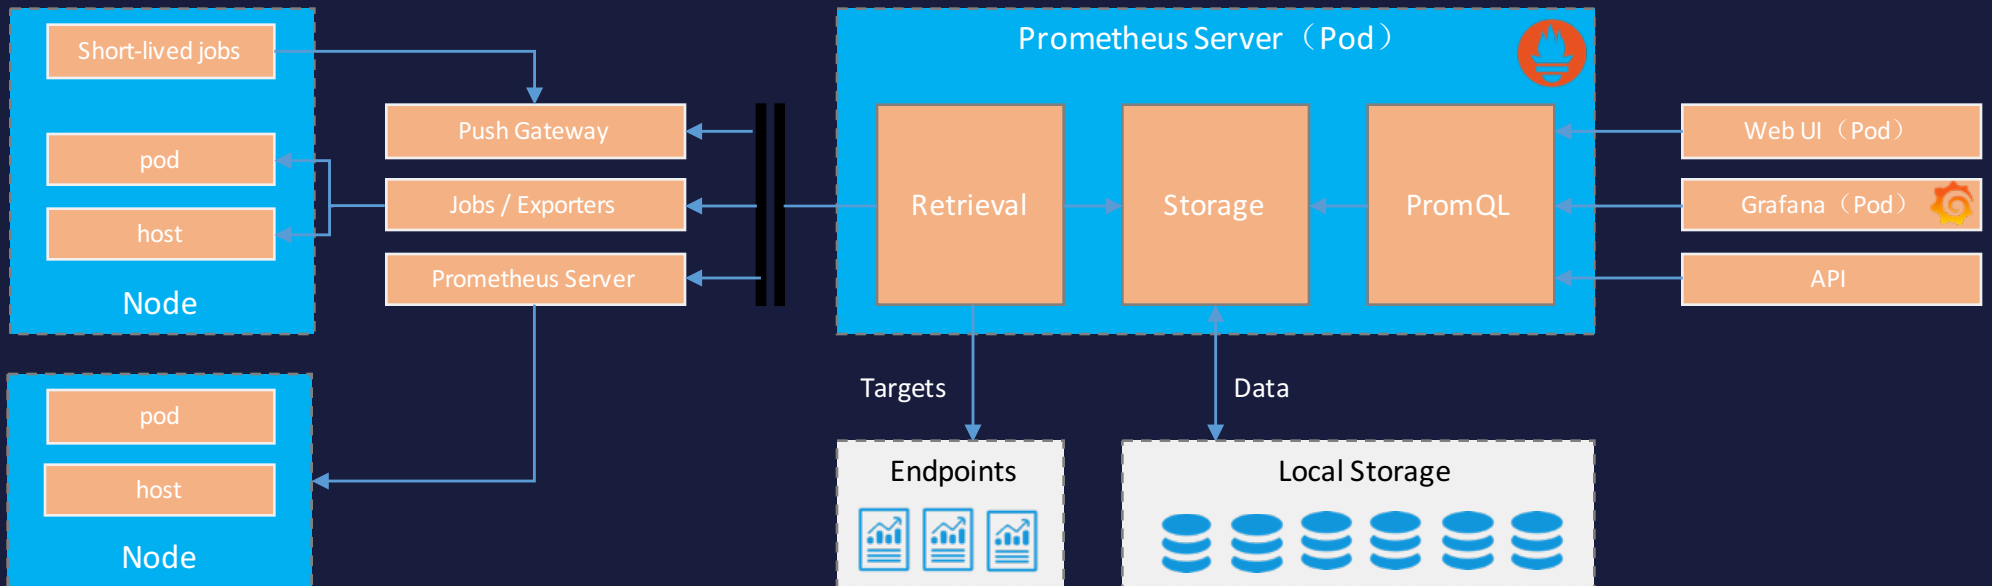 Short-lived jobs
pod
host
Node
pod
host
Node
Push Gateway
Jobs / Exporters
Prometheus Server
Prometheus Server（Pod）
Retrieval
Storage
PromQL
Targets
Data
Endpoints
Local Storage
Web UI（Pod）
Grafana（Pod）
API